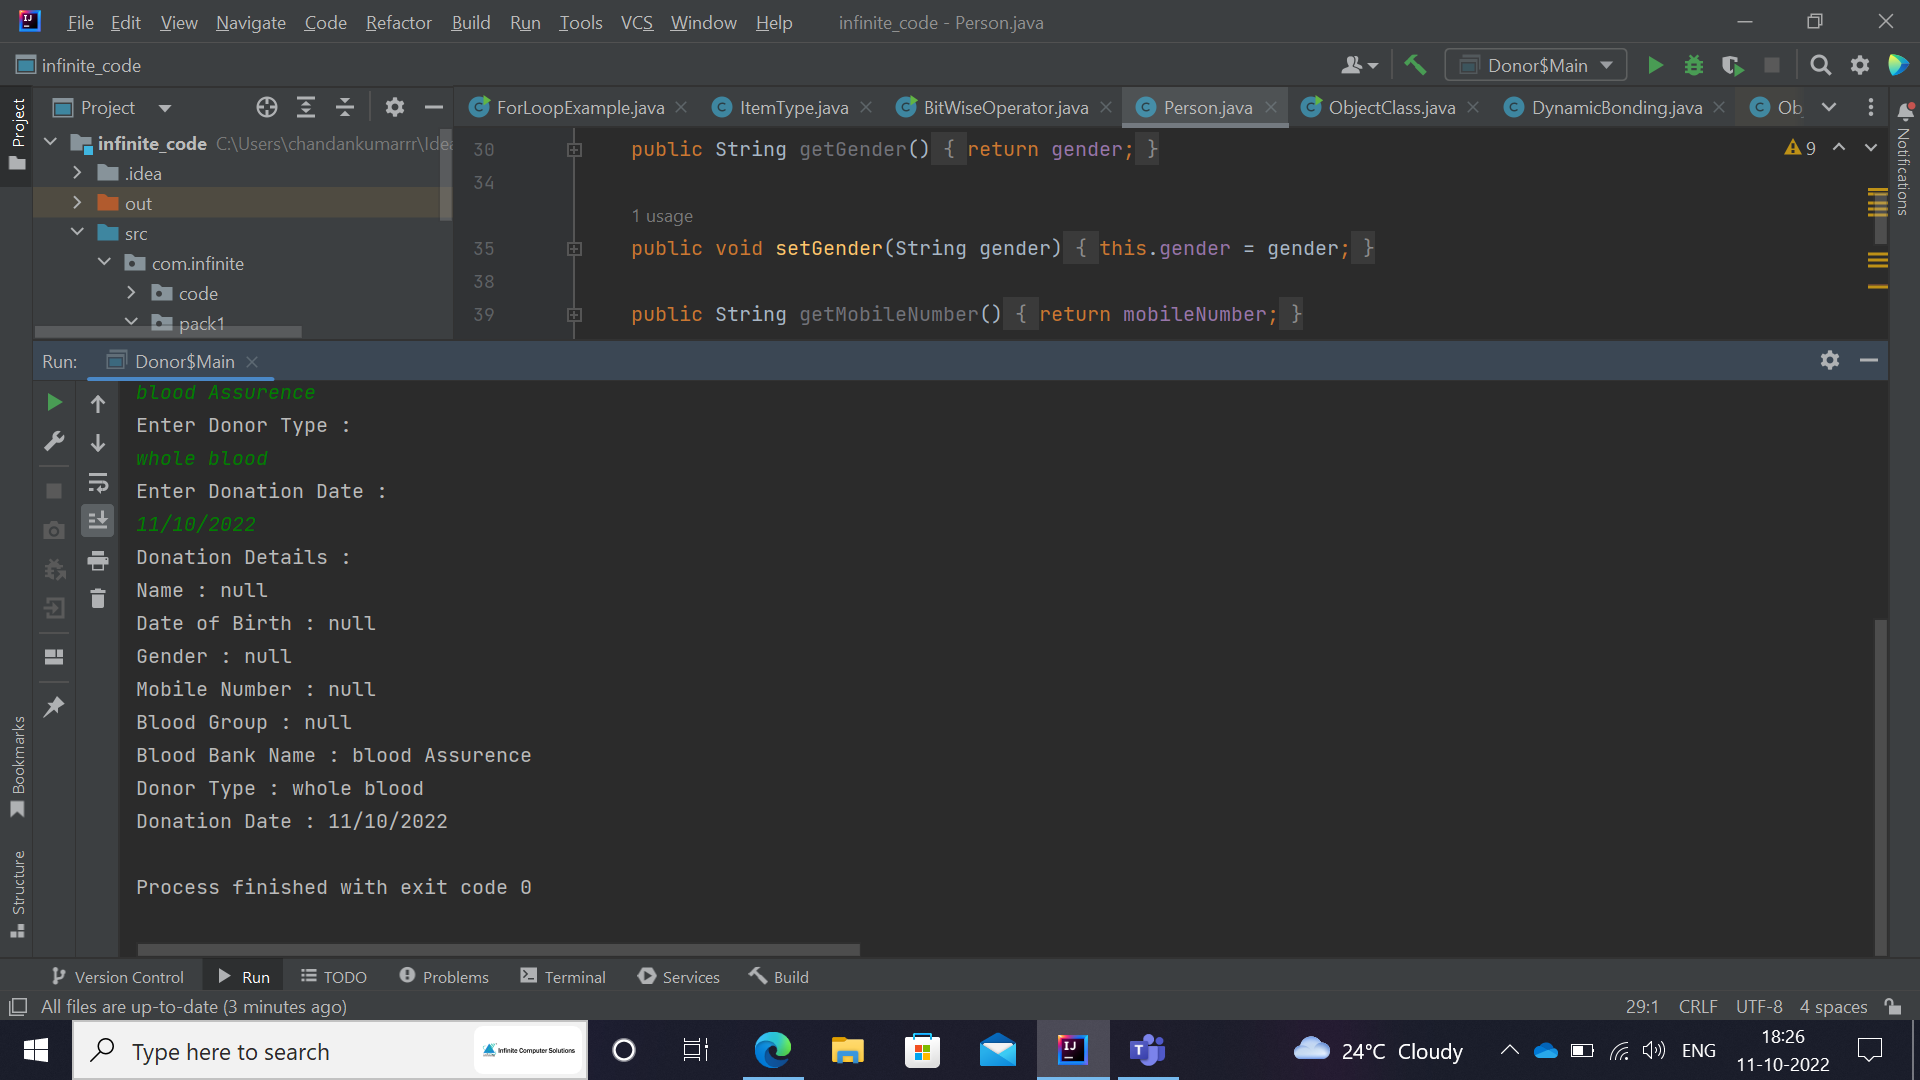 File Edit View Navigate Code Refactor Build Run Tools VCS Window Help infinite_code - Person.java
infinite_code
Donor$Main
Project
Project
ForLoopExample.java ItemType.java BitWiseOperator.java Person.java ObjectClass.java DynamicBonding.java Ob
infinite_code C:\Users\chandankumarrr\Idea
.idea
out
src
com.infinite
code
pack1
30 public String getGender() { return gender; }
34
1 usage
35 public void setGender(String gender) { this.gender = gender; }
38
39 public String getMobileNumber() { return mobileNumber; }
9
Notifications
Run: Donor$Main
blood Assurence
Enter Donor Type :
whole blood
Enter Donation Date :
11/10/2022
Donation Details :
Name : null
Date of Birth : null
Gender : null
Mobile Number : null
Blood Group : null
Blood Bank Name : blood Assurence
Donor Type : whole blood
Donation Date : 11/10/2022
Process finished with exit code 0
Bookmarks
Structure
Version Control Run TODO Problems Terminal Services Build
All files are up-to-date (3 minutes ago)
29:1 CRLF UTF-8 4 spaces
Type here to search
Infinite Computer Solutions
24°C Cloudy
ENG
18:26
11-10-2022